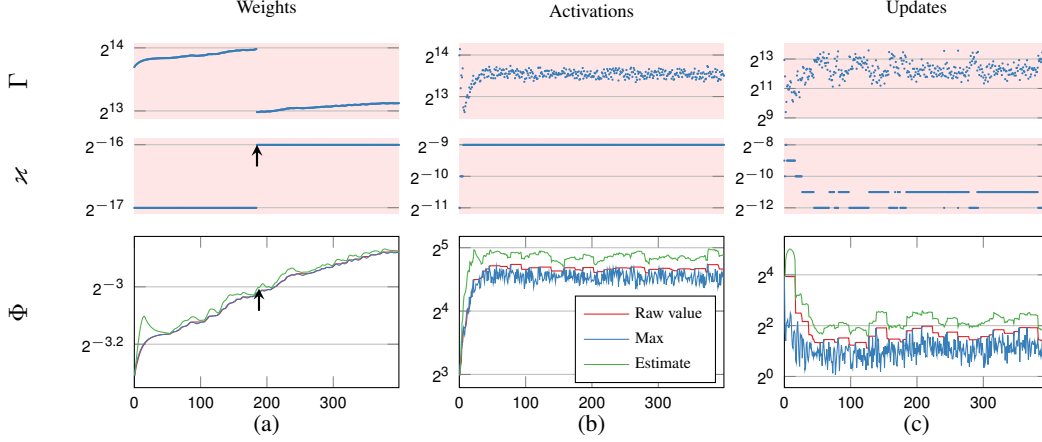 Weights
Activations
Updates
Γ
2^14
2^13
2^14
2^13
2^13
2^11
2^9
ϰ
2^−16
2^−17
2^−9
2^−10
2^−11
2^−8
2^−10
2^−12
Φ
2^−3
2^−3.2
2^5
2^4
2^3
2^4
2^2
2^0
Raw value
Max
Estimate
0 100 200 300
0 100 200 300
0 100 200 300
(a)
(b)
(c)